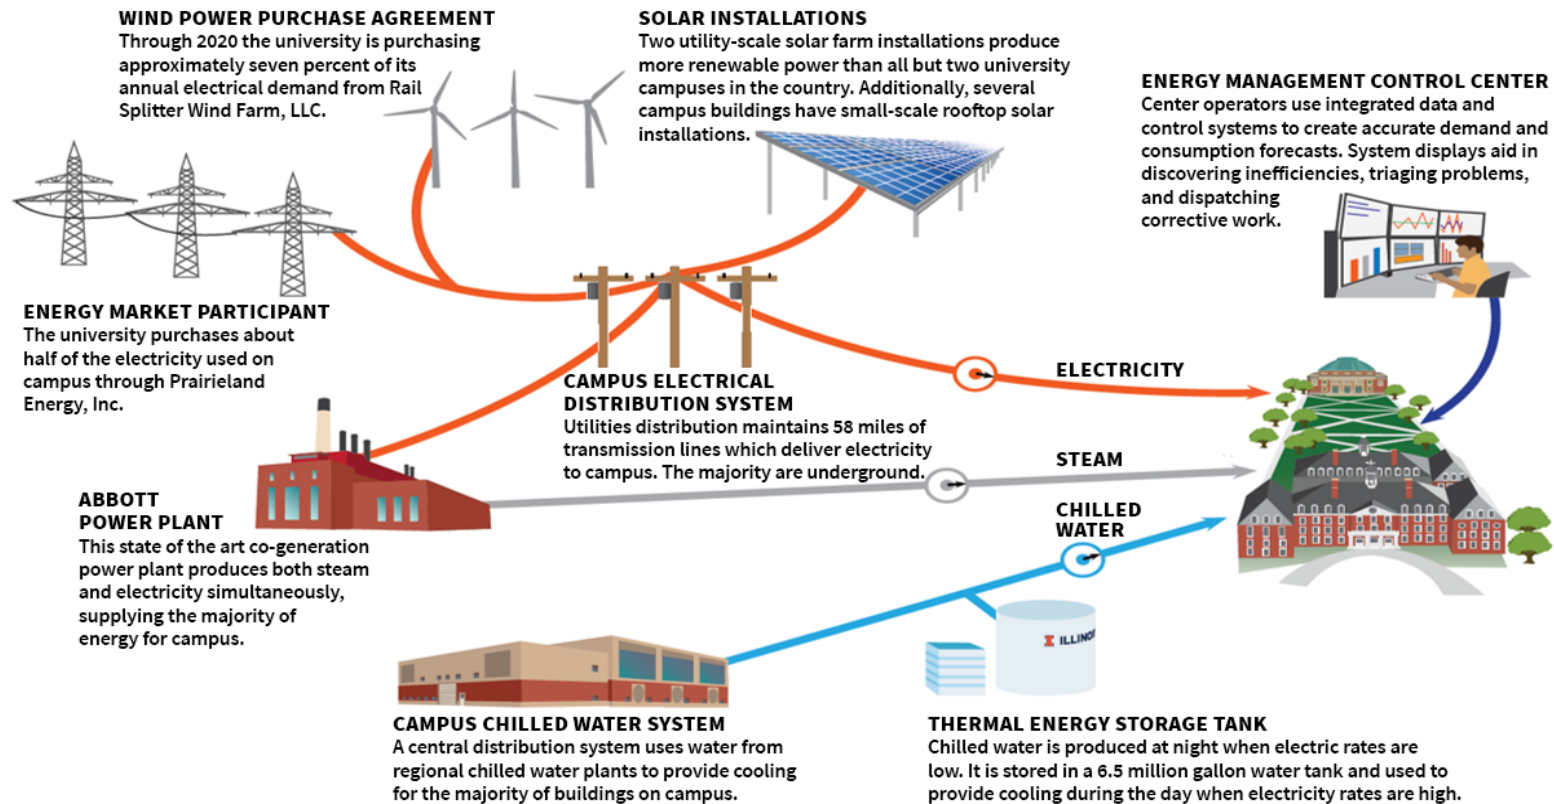 WIND POWER PURCHASE AGREEMENT
Through 2020 the university is purchasing
approximately seven percent of its
annual electrical demand from Rail
Splitter Wind Farm, LLC.
SOLAR INSTALLATIONS
Two utility-scale solar farm installations produce
more renewable power than all but two university
campuses in the country. Additionally, several
campus buildings have small-scale rooftop solar
installations.
ENERGY MANAGEMENT CONTROL CENTER
Center operators use integrated data and
control systems to create accurate demand and
consumption forecasts. System displays aid in
discovering inefficiencies, triaging problems,
and dispatching
corrective work.
ENERGY MARKET PARTICIPANT
The university purchases about
half of the electricity used on
campus through Prairieland
Energy, Inc.
CAMPUS ELECTRICAL
DISTRIBUTION SYSTEM
Utilities distribution maintains 58 miles of
transmission lines which deliver electricity
to campus. The majority are underground.
ELECTRICITY
STEAM
CHILLED
WATER
ABBOTT
POWER PLANT
This state of the art co-generation
power plant produces both steam
and electricity simultaneously,
supplying the majority of
energy for campus.
I ILLINOIS
CAMPUS CHILLED WATER SYSTEM
A central distribution system uses water from
regional chilled water plants to provide cooling
for the majority of buildings on campus.
THERMAL ENERGY STORAGE TANK
Chilled water is produced at night when electric rates are
low. It is stored in a 6.5 million gallon water tank and used to
provide cooling during the day when electricity rates are high.